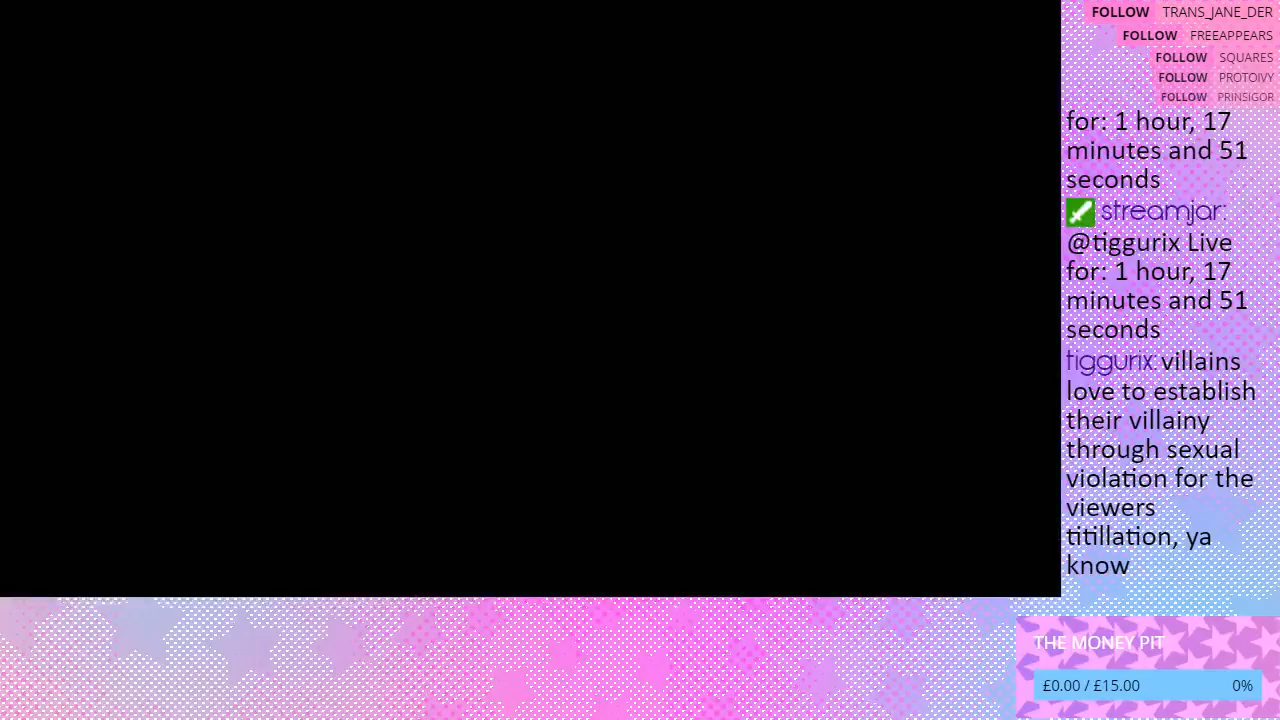 FOLLOW TRANS_JANE_DER
FOLLOW FREEAPPEARS
FOLLOW SQUARES
FOLLOW PROTOIVY
FOLLOW PRINSIGOR
for: 1 hour, 17
minutes and 51
seconds
streamjar:
@tiggurix Live
for: 1 hour, 17
minutes and 51
seconds
tiggurix: villains
love to establish
their villainy
through sexual
violation for the
viewers
titillation, ya
know
THE MONEY PIT
£0.00 / £15.00 0%